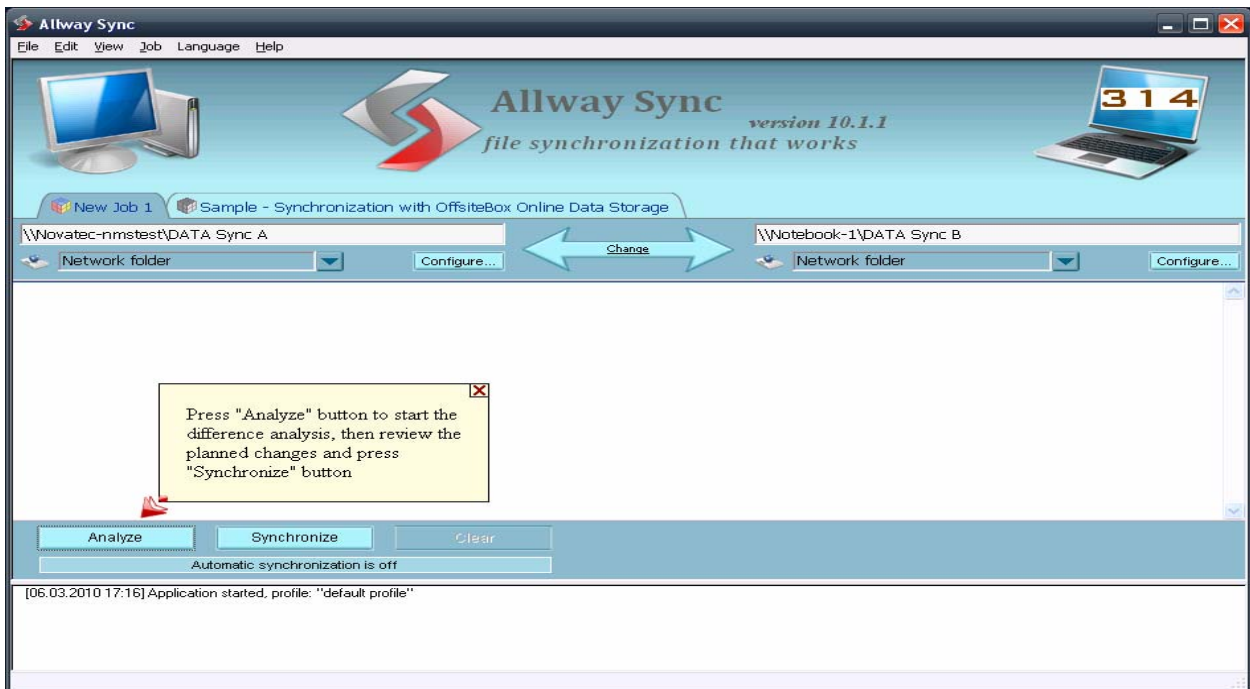 Allway Sync
File Edit View Job Language Help
Allway Sync
version 10.1.1
file synchronization that works
3 1 4
New Job 1 Sample - Synchronization with OffsiteBox Online Data Storage
\\Novatec-nmstest\DATA Sync A Change \\Notebook-1\DATA Sync B
Network folder Configure... Network folder Configure...
Press "Analyze" button to start the
difference analysis, then review the
planned changes and press
"Synchronize" button
Analyze Synchronize Clear
Automatic synchronization is off
[06.03.2010 17:16] Application started, profile: "default profile"